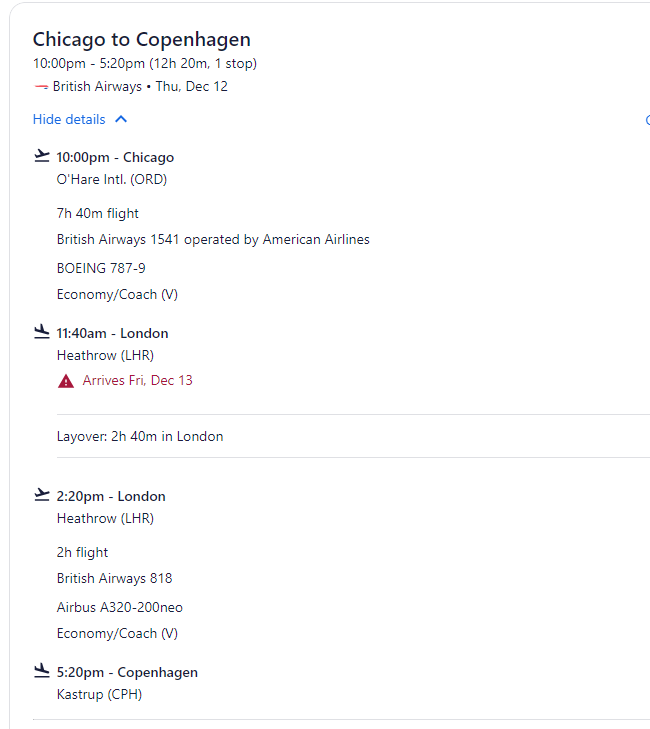 Chicago to Copenhagen
10:00pm - 5:20pm (12h 20m, 1 stop)
British Airways • Thu, Dec 12
Hide details
10:00pm - Chicago
O'Hare Intl. (ORD)
7h 40m flight
British Airways 1541 operated by American Airlines
BOEING 787-9
Economy/Coach (V)
11:40am - London
Heathrow (LHR)
Arrives Fri, Dec 13
Layover: 2h 40m in London
2:20pm - London
Heathrow (LHR)
2h flight
British Airways 818
Airbus A320-200neo
Economy/Coach (V)
5:20pm - Copenhagen
Kastrup (CPH)